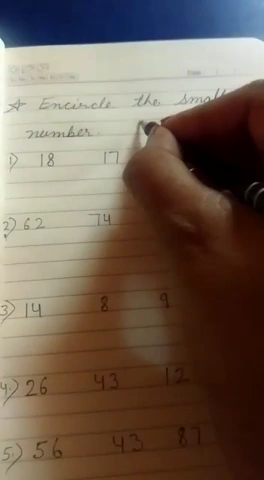 ☆ Encircle the small
number.
1) 18 17
2) 62 74
3) 14 8 9
4.) 26 43 12
5.) 56 43 87